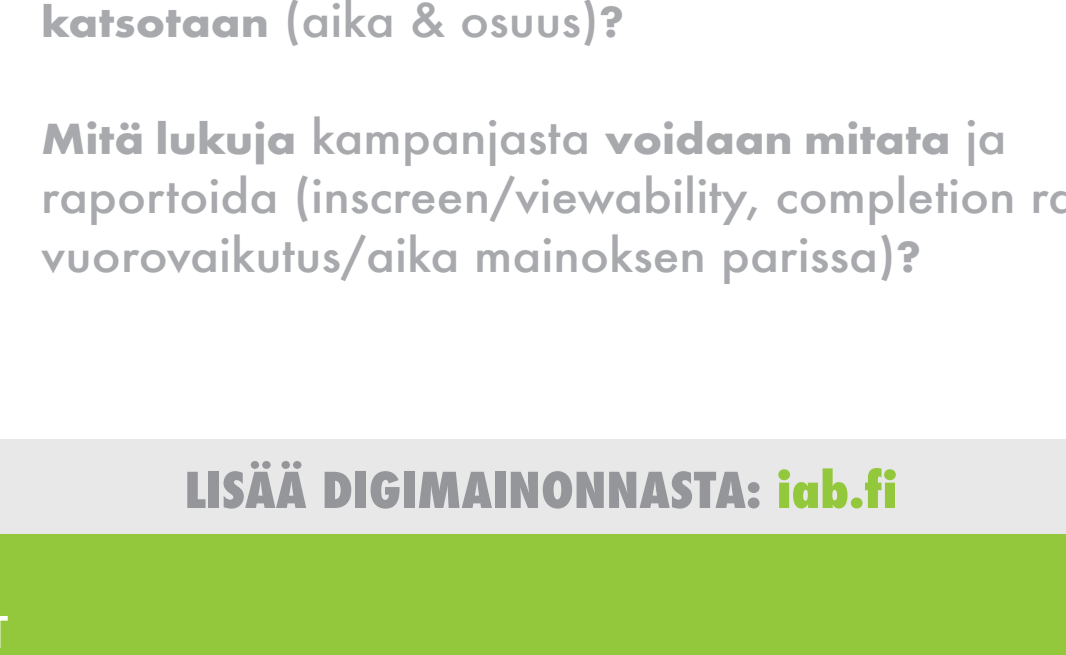 katsotaan (aika & osuus)?
Mitä lukuja kampanjasta voidaan mitata ja
raportoida (inscreen/viewability, completion
vuorovaikutus/aika mainoksen parissa)?
LISÄÄ DIGIMAINONNASTA: iab.fi